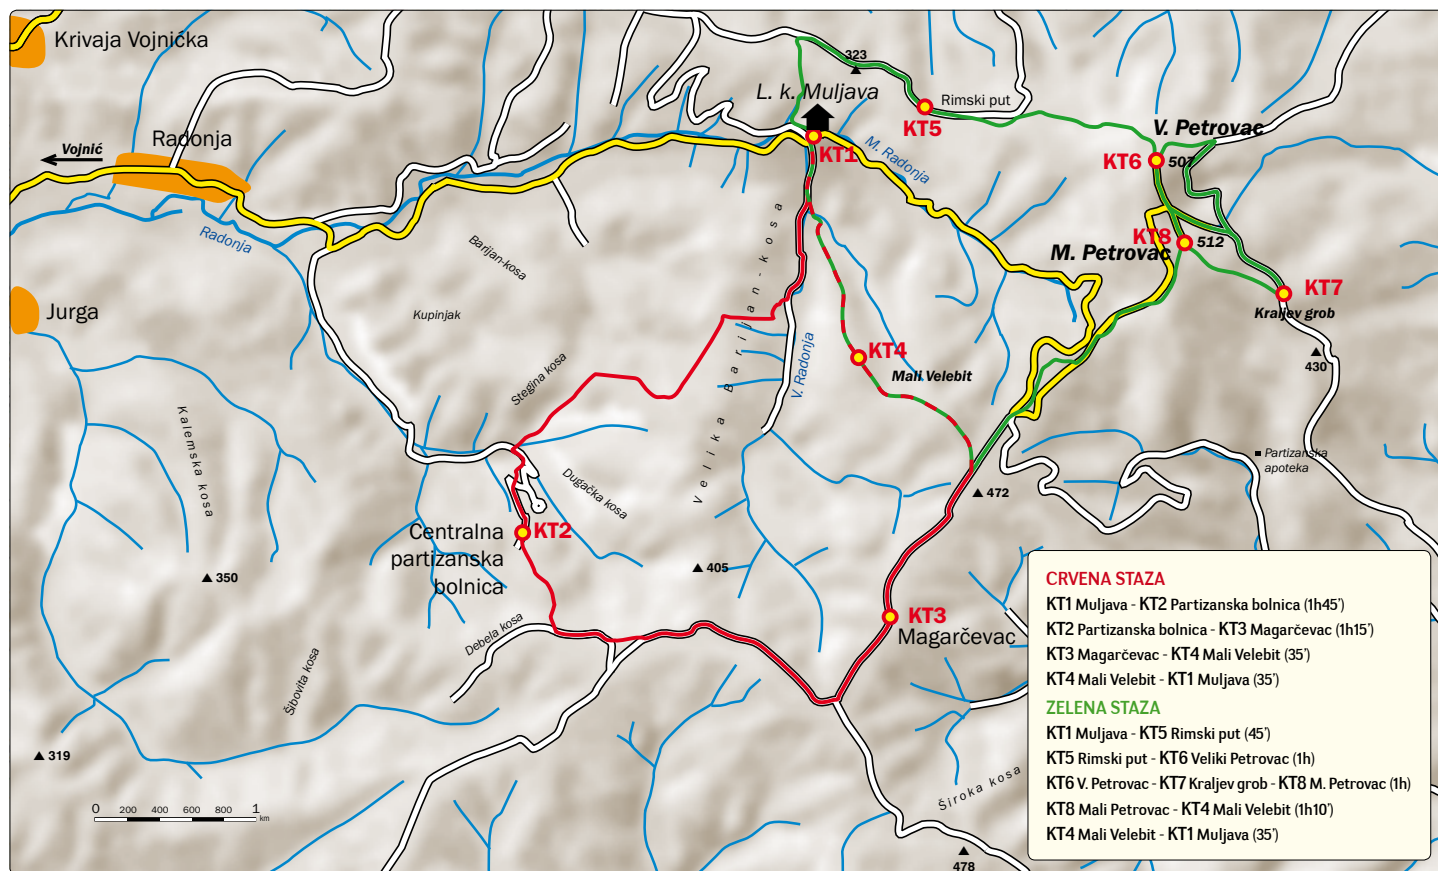 Krivaja Vojnićka
323
L. k. Muljava
Rimski put
KT5
V. Petrovac
Radonja
Vojnić
KT1
M. Radonja
KT6
507
Radonja
Barijan-kosa
KT8
512
M. Petrovac
KT7
Kraljev grob
Jurga
Kupinjak
Velika Barijan-kosa
V. Radonja
KT4
Mali Velebit
430
Stegina kosa
Kalemska kosa
Partizanska
apoteka
Dugačka kosa
472
Centralna
partizanska
bolnica
KT2
405
350
Debela kosa
KT3
Magarčevac
Šibovita kosa
319
Široka kosa
478
0 200 400 600 800 1
km
CRVENA STAZA
KT1 Muljava - KT2 Partizanska bolnica (1h45')
KT2 Partizanska bolnica - KT3 Magarčevac (1h15')
KT3 Magarčevac - KT4 Mali Velebit (35')
KT4 Mali Velebit - KT1 Muljava (35')
ZELENA STAZA
KT1 Muljava - KT5 Rimski put (45')
KT5 Rimski put - KT6 Veliki Petrovac (1h)
KT6 V. Petrovac - KT7 Kraljev grob - KT8 M. Petrovac (1h)
KT8 Mali Petrovac - KT4 Mali Velebit (1h10')
KT4 Mali Velebit - KT1 Muljava (35')